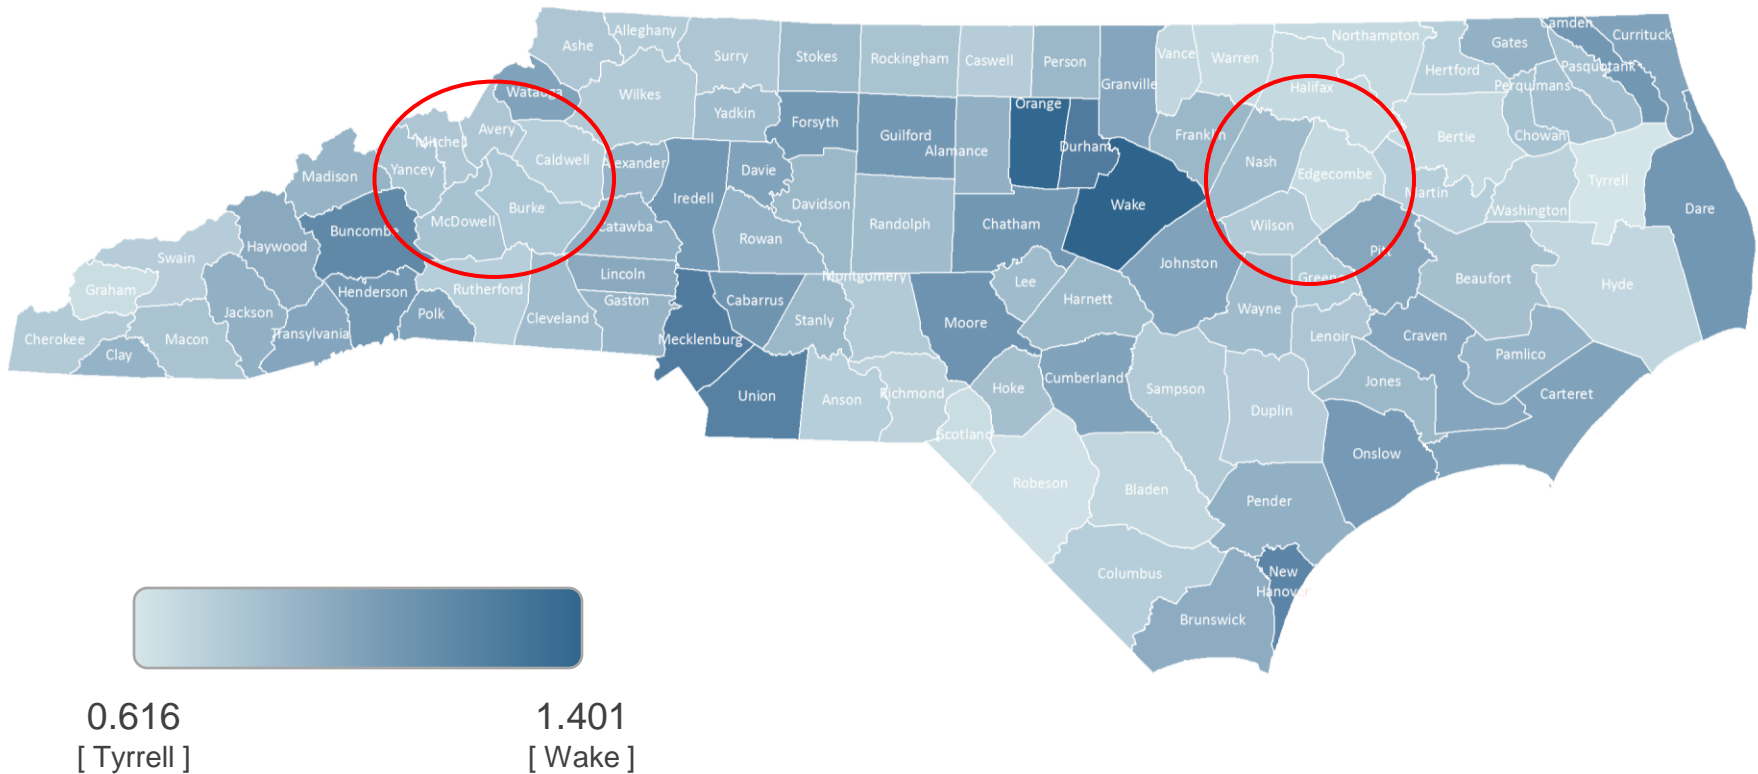 Camden
Alleghany
Currituck
Northampton
Ashe
Gates
Vance
Surry
Stokes
Rockingham
Caswell
Person
Warren
Pasquotank
Hertford
Granville
Perquimans
Halifax
Watauga
Wilkes
Orange
Yadkin
Forsyth
Avery
Guilford
Franklin
Bertie
Chowan
Mitchell
Durham
Alamance
Caldwell
Alexander
Nash
Yancey
Davie
Madison
Edgecombe
Tyrrell
Martin
Iredell
Davidson
Wake
Burke
Dare
Washington
McDowell
Randolph
Chatham
Wilson
Catawba
Buncombe
Rowan
Haywood
Pitt
Swain
Johnston
Lincoln
Montgomery
Greene
Beaufort
Lee
Hyde
Graham
Rutherford
Henderson
Gaston
Cabarrus
Harnett
Wayne
Jackson
Polk
Cleveland
Stanly
Moore
Transylvania
Lenoir
Craven
Cherokee
Macon
Mecklenburg
Clay
Pamlico
Cumberland
Jones
Hoke
Sampson
Union
Anson
Richmond
Carteret
Duplin
Scotland
Onslow
Robeson
Bladen
Pender
Columbus
New
Hanover
Brunswick
0.616
1.401
[ Tyrrell ]
[ Wake ]